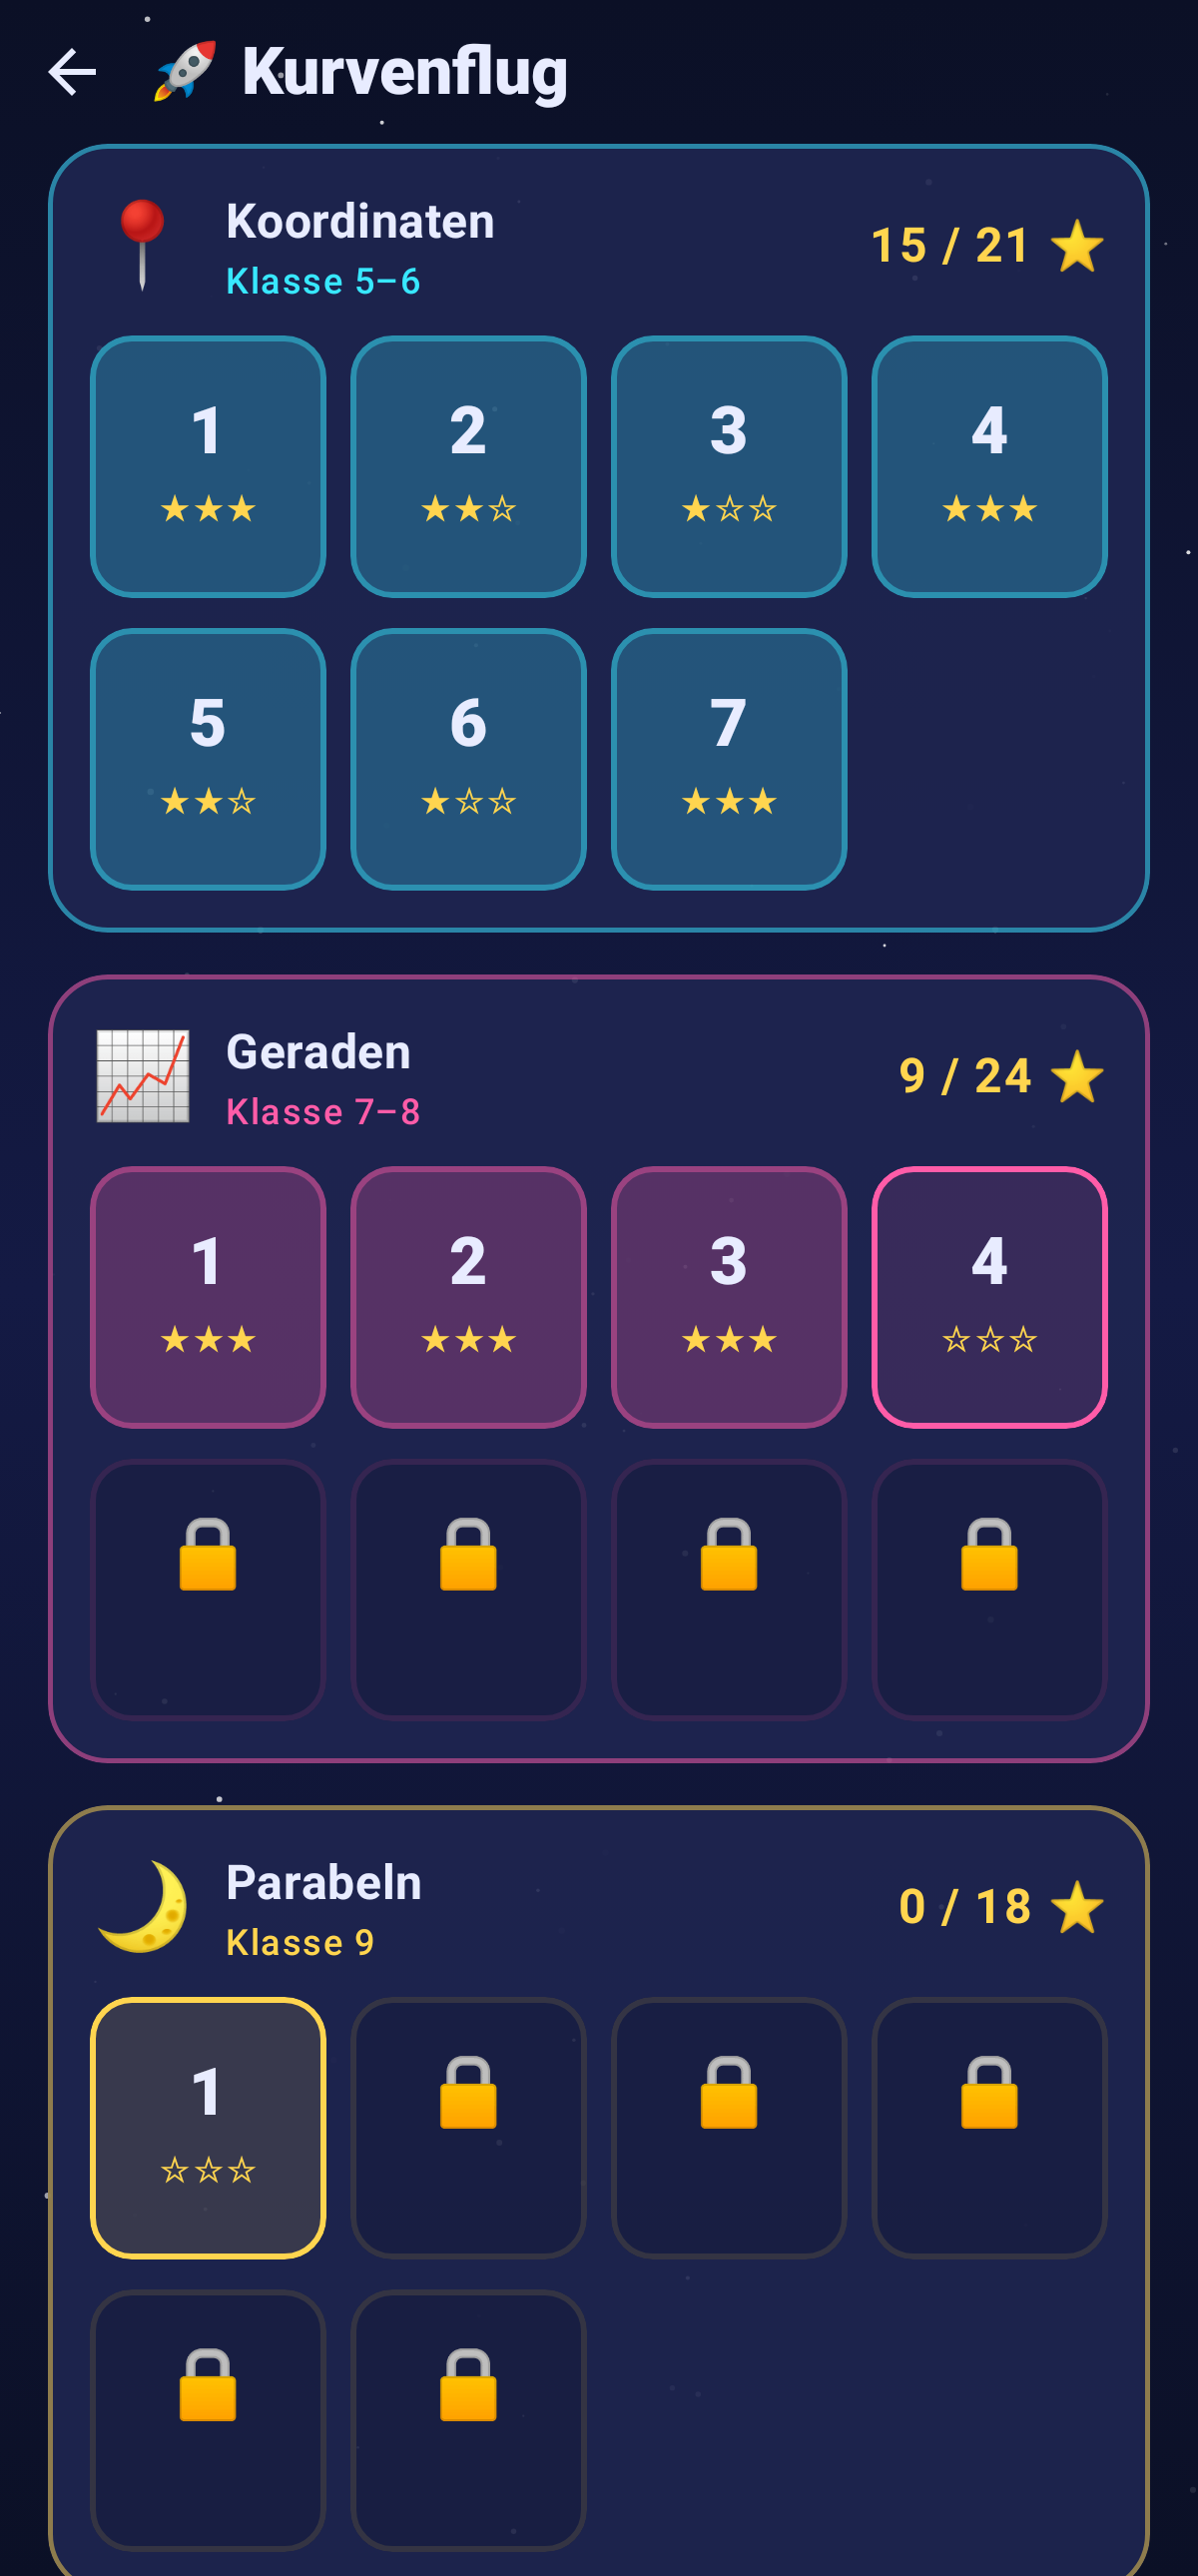 Kurvenflug
Koordinaten
Klasse 5–6
15 / 21
1
2
3
4
★★★
★★☆
★☆☆
★★★
5
6
7
★★☆
★☆☆
★★★
Geraden
Klasse 7–8
9 / 24
1
2
3
4
★★★
★★★
★★★
☆☆☆
Parabeln
Klasse 9
0 / 18
1
☆☆☆